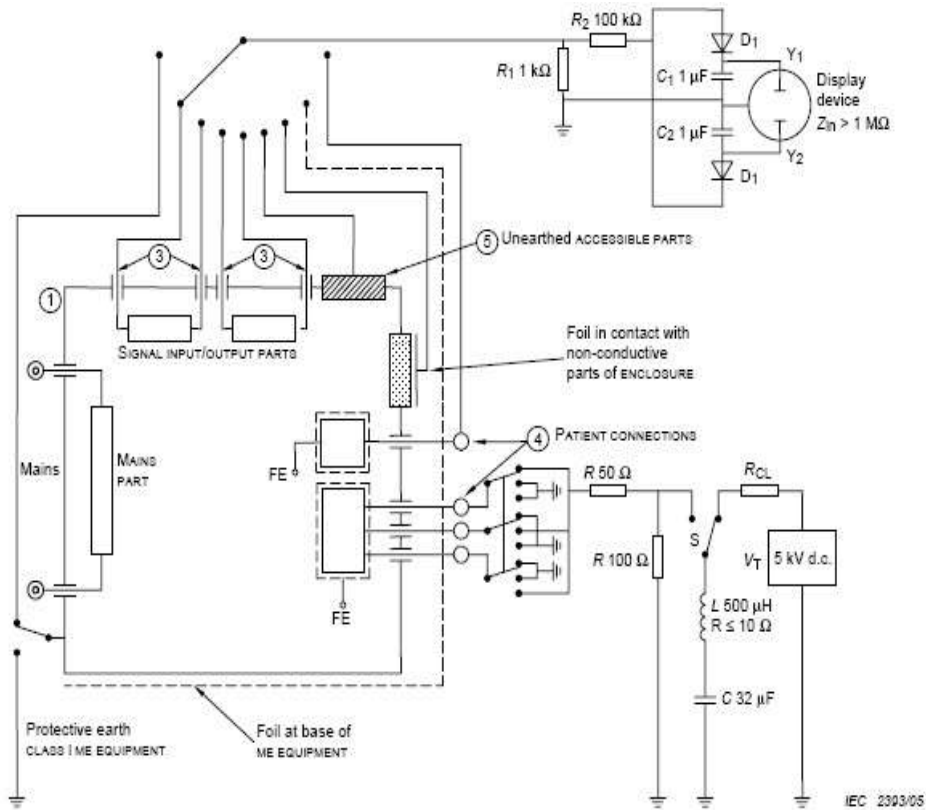 R₂ 100 kΩ
D₁
Y₁
R₁ 1 kΩ
C₁ 1 μF
Display
device
Zin > 1 MΩ
C₂ 1 μF
Y₂
D₁
5 Unearthed ACCESSIBLE PARTS
3
3
1
SIGNAL INPUT/OUTPUT PARTS
Foil in contact with
non-conductive
parts of ENCLOSURE
4 PATIENT CONNECTIONS
FE
Mains
MAINS
PART
R 50 Ω
RCL
S
R 100 Ω
VT
5 kV d.c.
L 500 μH
R ≤ 10 Ω
FE
C 32 μF
Protective earth
CLASS I ME EQUIPMENT
Foil at base of
ME EQUIPMENT
IEC 2393/05